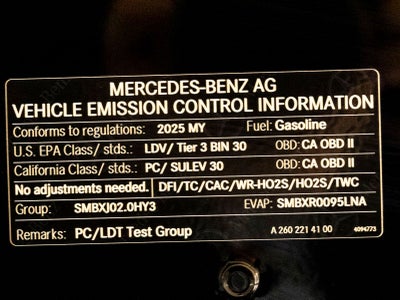 MERCEDES-BENZ AG
VEHICLE EMISSION CONTROL INFORMATION
Conforms to regulations: 2025 MY Fuel: Gasoline
U.S. EPA Class/ stds.: LDV/ Tier 3 BIN 30 OBD: CA OBD II
California Class/ stds.: PC/ SULEV 30 OBD: CA OBD II
No adjustments needed. DFI/TC/CAC/WR-HO2S/HO2S/TWC
Group: SMBXJ02.0HY3 EVAP: SMBXR0095LNA
Remarks: PC/LDT Test Group A 260 221 41 00 4094773